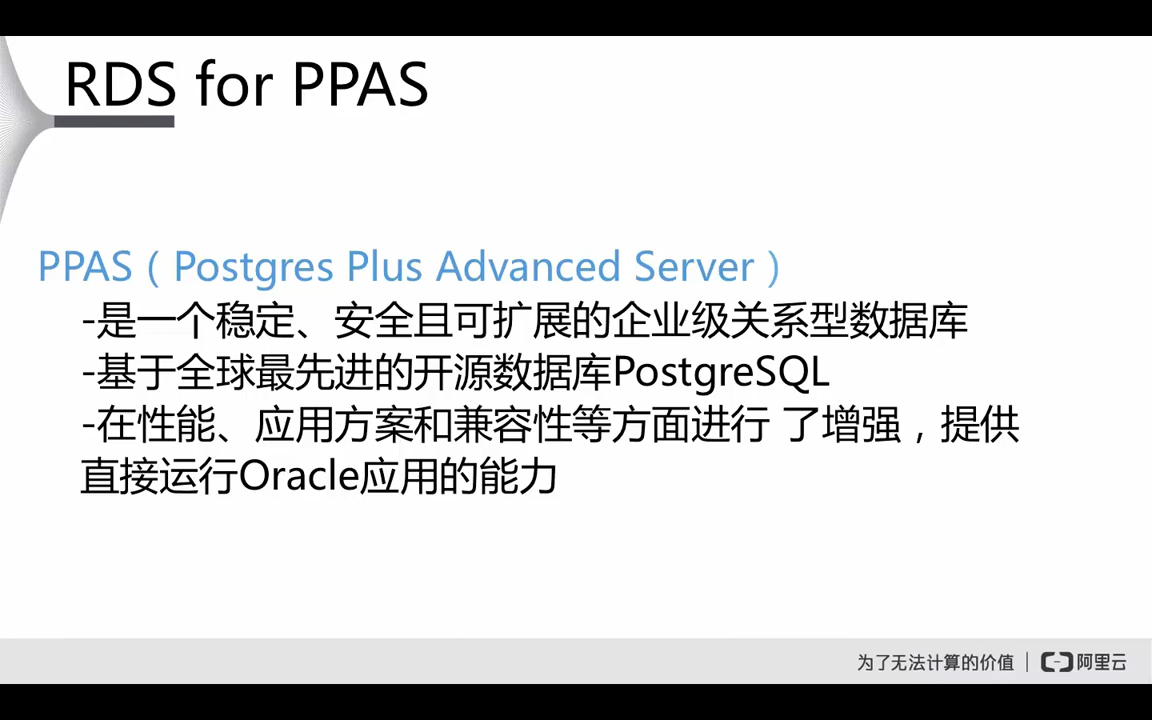 RDS for PPAS
PPAS（Postgres Plus Advanced Server）
-是一个稳定、安全且可扩展的企业级关系型数据库
-基于全球最先进的开源数据库PostgreSQL
-在性能、应用方案和兼容性等方面进行 了增强，提供
直接运行Oracle应用的能力
为了无法计算的价值 | 阿里云